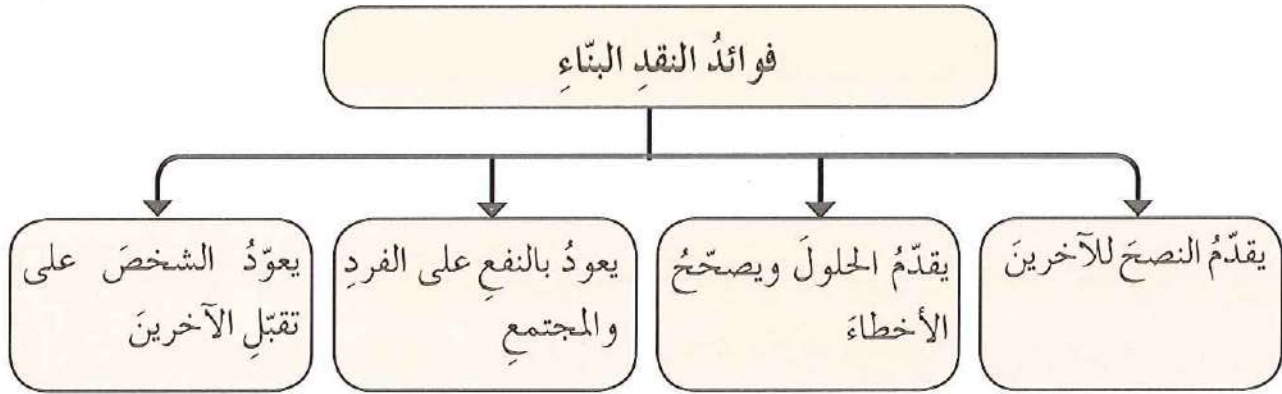 فوائدُ النقدِ البنّاءِ
يقدّمُ النصحَ للآخرينَ
يقدّمُ الحلولَ ويصحّحُ
الأخطاءَ
يعودُ بالنفعِ على الفردِ
والمجتمعِ
يعوّدُ الشخصَ على
تقبّلِ الآخرينَ